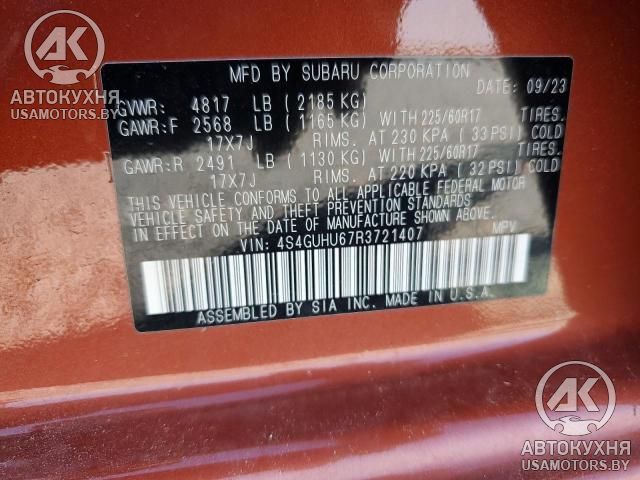 MFD BY SUBARU CORPORATION
DATE: 09/23
GVWR: 4817 LB (2185 KG)
GAWR:F 2568 LB (1165 KG) WITH 225/60R17 TIRES.
17X7J RIMS. AT 230 KPA (33 PSI) COLD
GAWR:R 2491 LB (1130 KG) WITH 225/60R17 TIRES.
17X7J RIMS. AT 220 KPA (32 PSI) COLD
THIS VEHICLE CONFORMS TO ALL APPLICABLE FEDERAL MOTOR
VEHICLE SAFETY AND THEFT PREVENTION STANDARDS
IN EFFECT ON THE DATE OF MANUFACTURE SHOWN ABOVE.
VIN: 4S4GUHU67R3721407 MPV
ASSEMBLED BY SIA INC. MADE IN U.S.A.
АК
АВТОКУХНЯ
USAMOTORS.BY
АК
АВТОКУХНЯ
USAMOTORS.BY